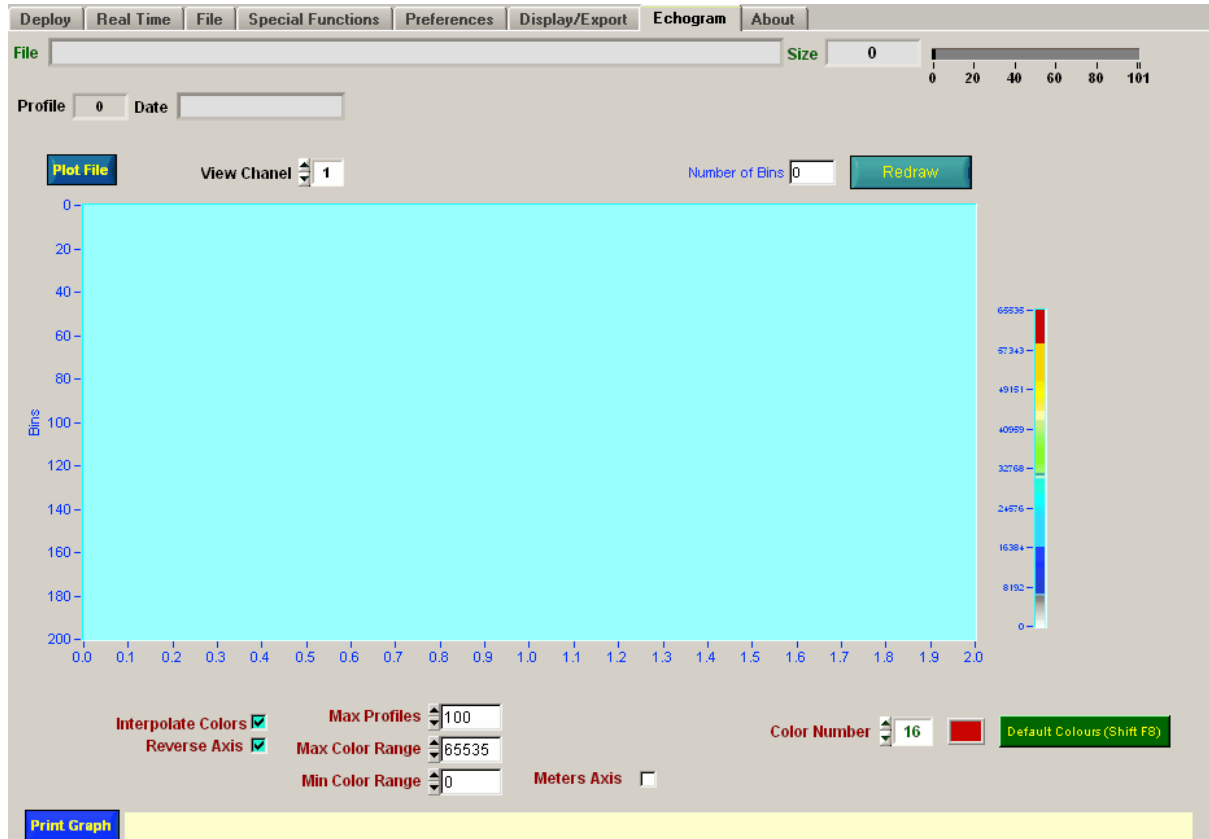 Deploy Real Time File Special Functions Preferences Display/Export Echogram About
File Size 0
0 20 40 60 80 101
Profile 0 Date
Plot File View Chanel 1 Number of Bins 0 Redraw
0
20
40
60
80
100
120
140
160
180
200
Bins
0.0 0.1 0.2 0.3 0.4 0.5 0.6 0.7 0.8 0.9 1.0 1.1 1.2 1.3 1.4 1.5 1.6 1.7 1.8 1.9 2.0
65535
57343
49151
40959
32768
24576
16384
8192
0
Interpolate Colors Max Profiles 100
Reverse Axis Max Color Range 65535
Min Color Range 0 Meters Axis
Color Number 16 Default Colours (Shift F8)
Print Graph